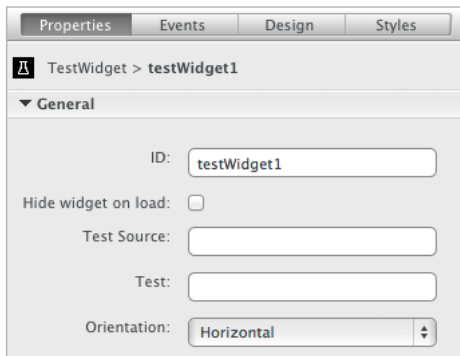 Properties Events Design Styles
TestWidget > testWidget1
General
ID: testWidget1
Hide widget on load:
Test Source:
Test:
Orientation: Horizontal